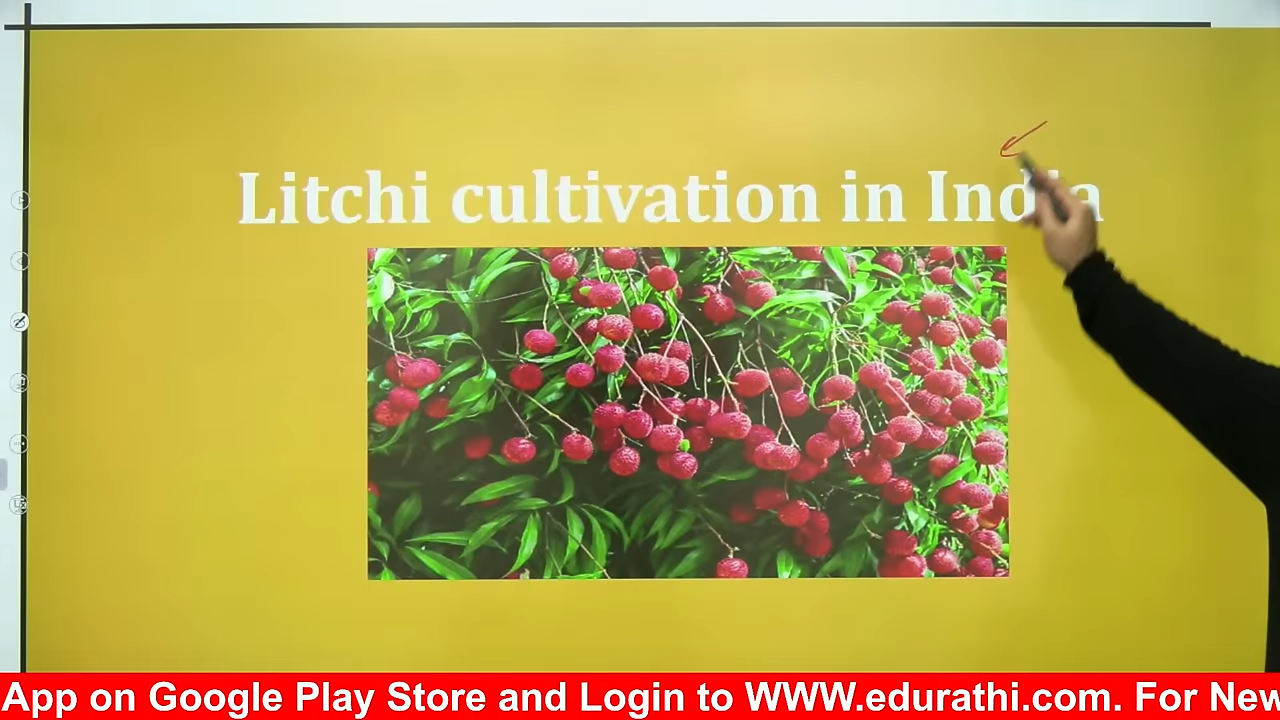 Litchi cultivation in India
App on Google Play Store and Login to WWW.edurathi.com. For New